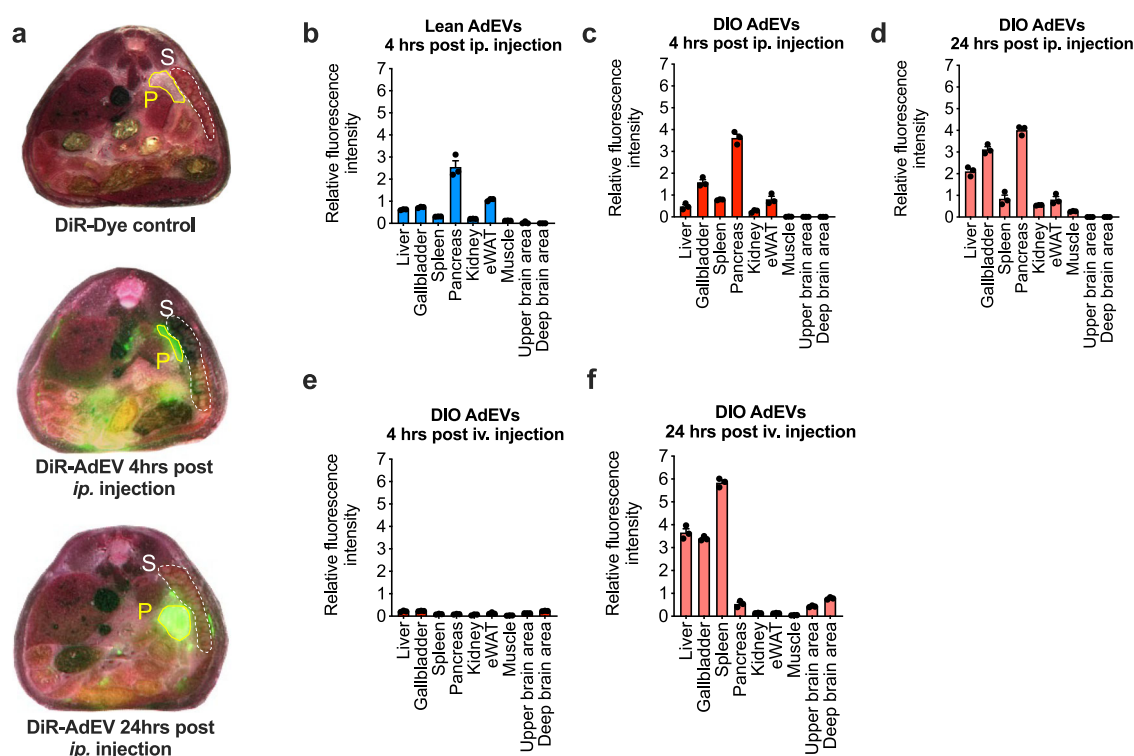 a
S
P
DiR-Dye control
S
P
DiR-AdEV 4hrs post
ip. injection
S
P
DiR-AdEV 24hrs post
ip. injection
b
Lean AdEVs
4 hrs post ip. injection
Relative fluorescence
intensity
7
6
5
4
3
2
1
0
Liver
Gallbladder
Spleen
Pancreas
Kidney
eWAT
Muscle
Upper brain area
Deep brain area
c
DIO AdEVs
4 hrs post ip. injection
Relative fluorescence
intensity
7
6
5
4
3
2
1
0
Liver
Gallbladder
Spleen
Pancreas
Kidney
eWAT
Muscle
Upper brain area
Deep brain area
d
DIO AdEVs
24 hrs post ip. injection
Relative fluorescence
intensity
7
6
5
4
3
2
1
0
Liver
Gallbladder
Spleen
Pancreas
Kidney
eWAT
Muscle
Upper brain area
Deep brain area
e
DIO AdEVs
4 hrs post iv. injection
Relative fluorescence
intensity
7
6
5
4
3
2
1
0
Liver
Gallbladder
Spleen
Pancreas
Kidney
eWAT
Muscle
Upper brain area
Deep brain area
f
DIO AdEVs
24 hrs post iv. injection
Relative fluorescence
intensity
7
6
5
4
3
2
1
0
Liver
Gallbladder
Spleen
Pancreas
Kidney
eWAT
Muscle
Upper brain area
Deep brain area